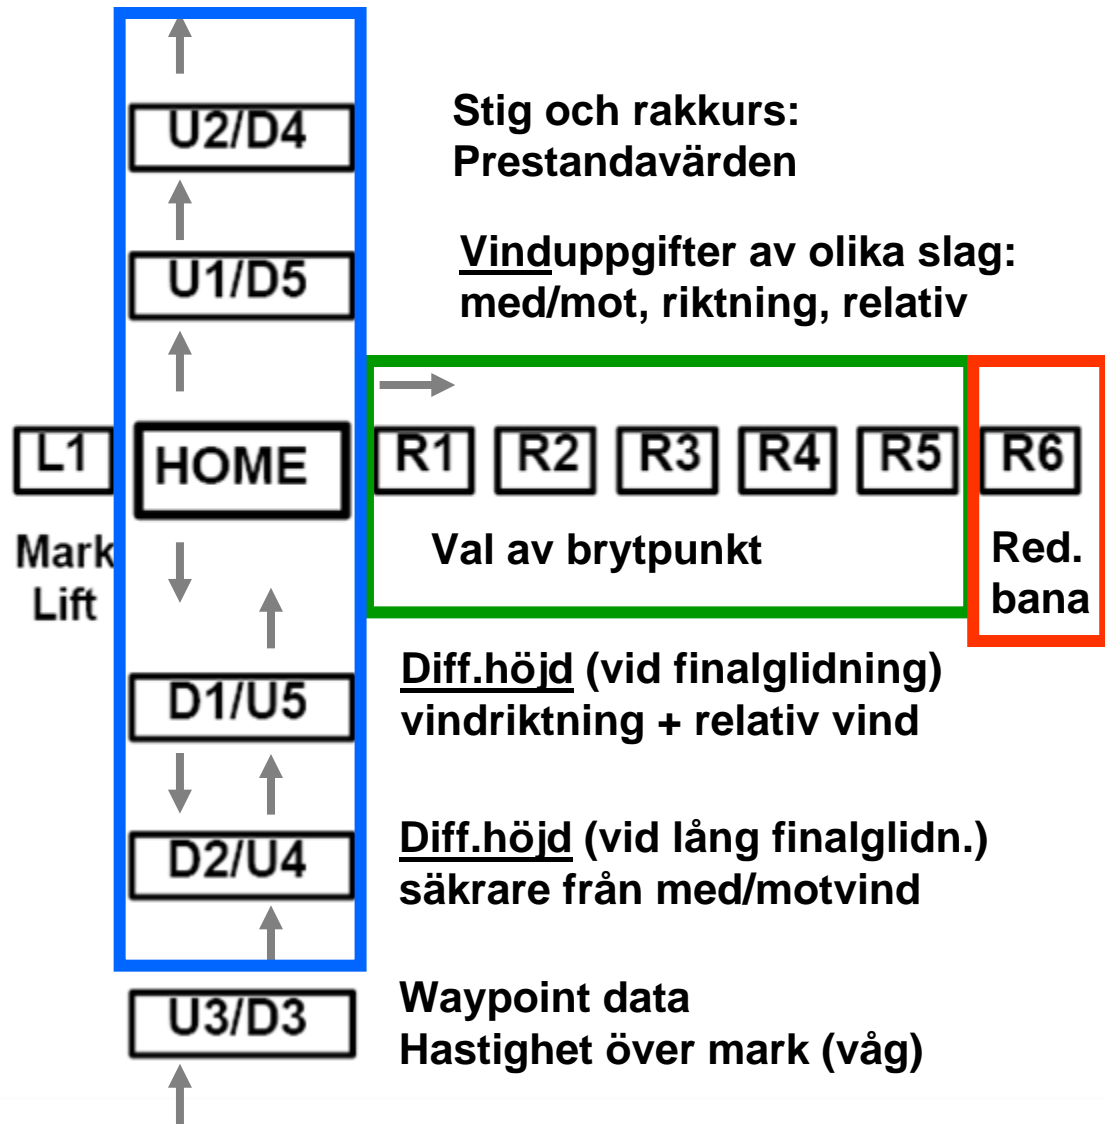 U2/D4
Stig och rakkurs:
Prestandavärden
U1/D5
Vinduppgifter av olika slag:
med/mot, riktning, relativ
L1 HOME R1 R2 R3 R4 R5 R6
Mark
Lift
Val av brytpunkt
Red.
bana
D1/U5
Diff.höjd (vid finalglidning)
vindriktning + relativ vind
D2/U4
Diff.höjd (vid lång finalglidn.)
säkrare från med/motvind
U3/D3
Waypoint data
Hastighet över mark (våg)